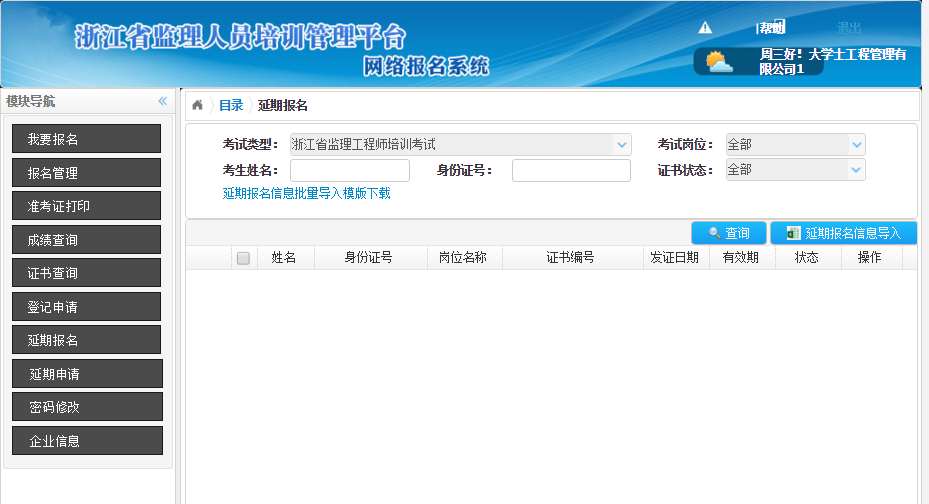 浙江省监理人员培训管理平台
网络报名系统
帮助
退出
周三好！大学士工程管理有
限公司1
模块导航
我要报名
报名管理
准考证打印
成绩查询
证书查询
登记申请
延期报名
延期申请
密码修改
企业信息
目录 延期报名
考试类型： 浙江省监理工程师培训考试 考试岗位： 全部
考生姓名： 身份证号： 证书状态： 全部
延期报名信息批量导入模版下载
查询 延期报名信息导入
姓名 身份证号 岗位名称 证书编号 发证日期 有效期 状态 操作